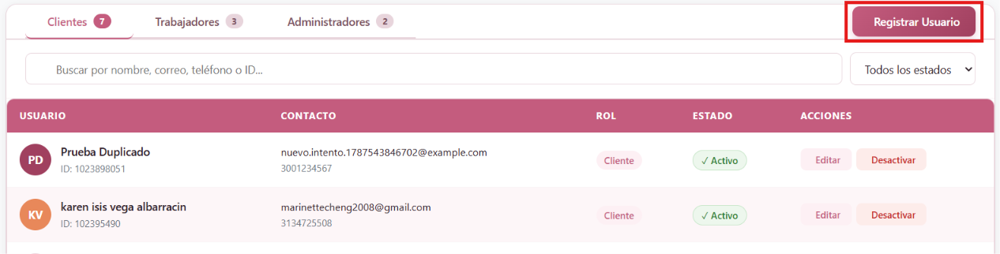 Clientes 7 Trabajadores 3 Administradores 2 Registrar Usuario
Buscar por nombre, correo, teléfono o ID... Todos los estados
USUARIO CONTACTO ROL ESTADO ACCIONES
PD Prueba Duplicado nuevo.intento.1787543846702@example.com Cliente ✓ Activo Editar Desactivar
ID: 1023898051 3001234567
KV karen isis vega albarracin marinettecheng2008@gmail.com Cliente ✓ Activo Editar Desactivar
ID: 102395490 3134725508